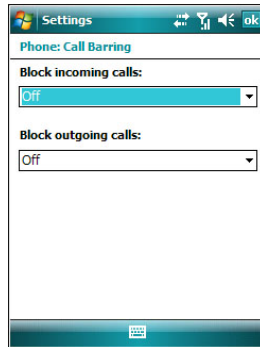 Settings
ok
Phone: Call Barring
Block incoming calls:
Off
Block outgoing calls:
Off